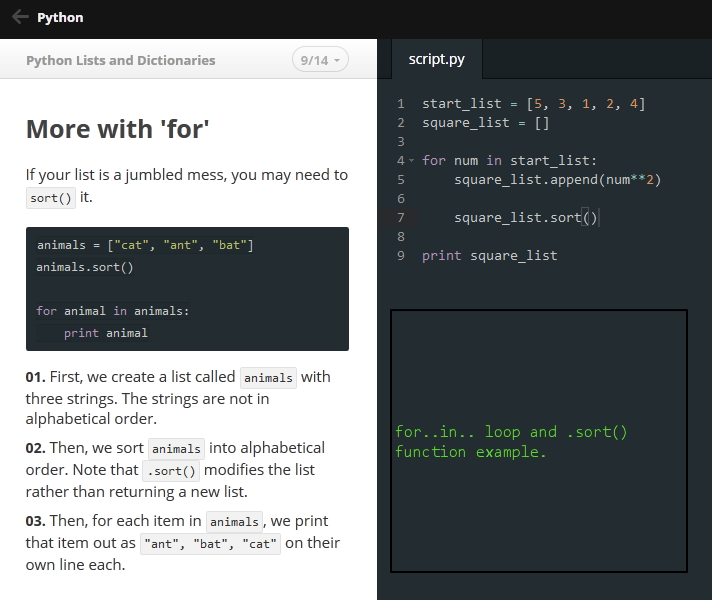 Python
Python Lists and Dictionaries
9/14
More with 'for'
If your list is a jumbled mess, you may need to
sort() it.
animals = ["cat", "ant", "bat"]
animals.sort()
for animal in animals:
print animal
01. First, we create a list called animals with
three strings. The strings are not in
alphabetical order.
02. Then, we sort animals into alphabetical
order. Note that .sort() modifies the list
rather than returning a new list.
03. Then, for each item in animals, we print
that item out as "ant", "bat", "cat" on their
own line each.
script.py
1 start_list = [5, 3, 1, 2, 4]
2 square_list = []
3
4 for num in start_list:
5 square_list.append(num**2)
6
7 square_list.sort()
8
9 print square_list
for..in.. loop and .sort()
function example.